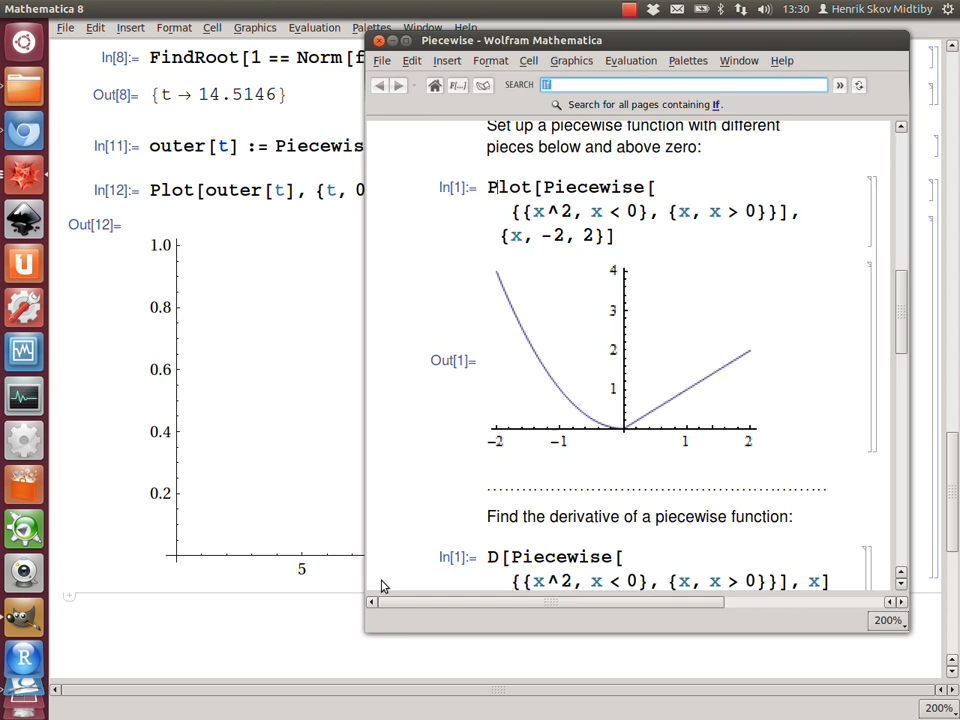 Mathematica 8
13:30 Henrik Skov Midtiby
File Edit Insert Format Cell Graphics Evaluation Palettes Window Help
In[8]:= FindRoot[1 == Norm[f
Out[8]= {t → 14.5146}
In[11]:= outer[t] := Piecewis
In[12]:= Plot[outer[t], {t, 0
Out[12]=
1.0
0.8
0.6
0.4
0.2
5
Piecewise - Wolfram Mathematica
File Edit Insert Format Cell Graphics Evaluation Palettes Window Help
F[...] SEARCH If »
Search for all pages containing If.
Set up a piecewise function with different
pieces below and above zero:
In[1]:= Plot[Piecewise[
{{x^2, x < 0}, {x, x > 0}}],
{x, -2, 2}]
Out[1]=
4
3
2
1
-2 -1 1 2
Find the derivative of a piecewise function:
In[1]:= D[Piecewise[
{{x^2, x < 0}, {x, x > 0}}], x]
200%
200%